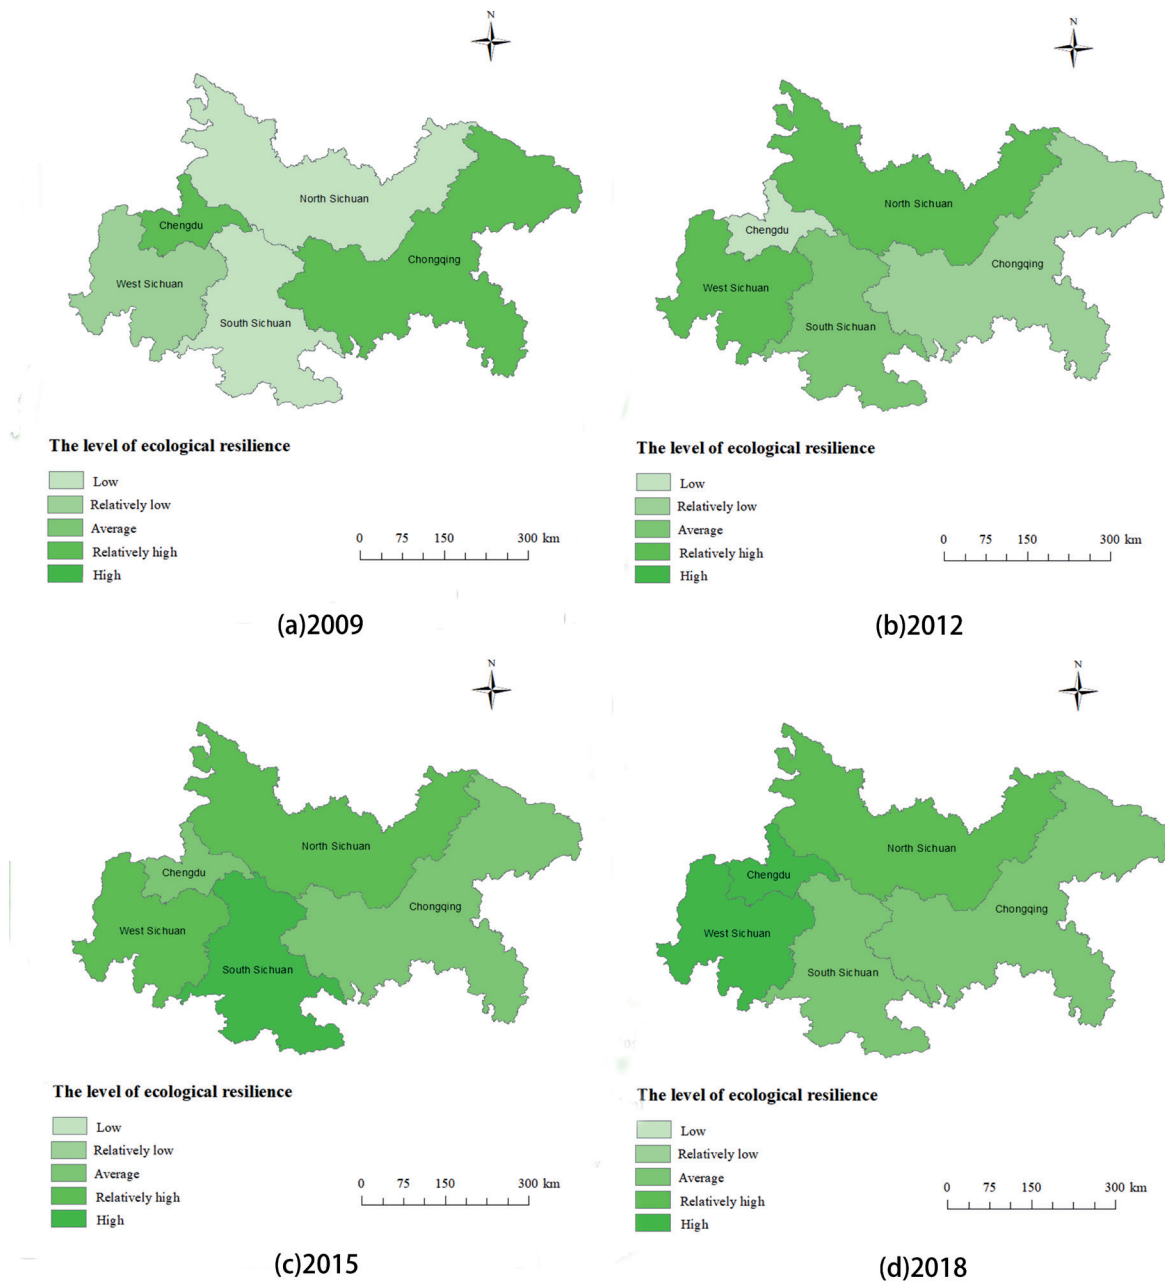 N
North Sichuan
Chengdu
Chongqing
West Sichuan
South Sichuan
The level of ecological resilience
Low
Relatively low
Average
Relatively high
High
0 75 150 300 km
(a)2009
N
North Sichuan
Chengdu
Chongqing
West Sichuan
South Sichuan
The level of ecological resilience
Low
Relatively low
Average
Relatively high
High
0 75 150 300 km
(b)2012
N
North Sichuan
Chengdu
Chongqing
West Sichuan
South Sichuan
The level of ecological resilience
Low
Relatively low
Average
Relatively high
High
0 75 150 300 km
(c)2015
N
North Sichuan
Chengdu
Chongqing
West Sichuan
South Sichuan
The level of ecological resilience
Low
Relatively low
Average
Relatively high
High
0 75 150 300 km
(d)2018